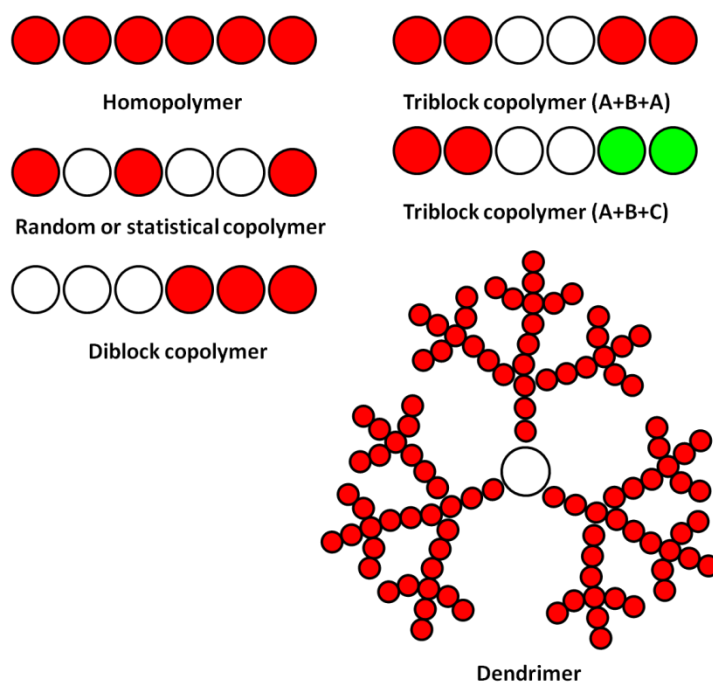 Homopolymer
Triblock copolymer (A+B+A)
Random or statistical copolymer
Triblock copolymer (A+B+C)
Diblock copolymer
Dendrimer